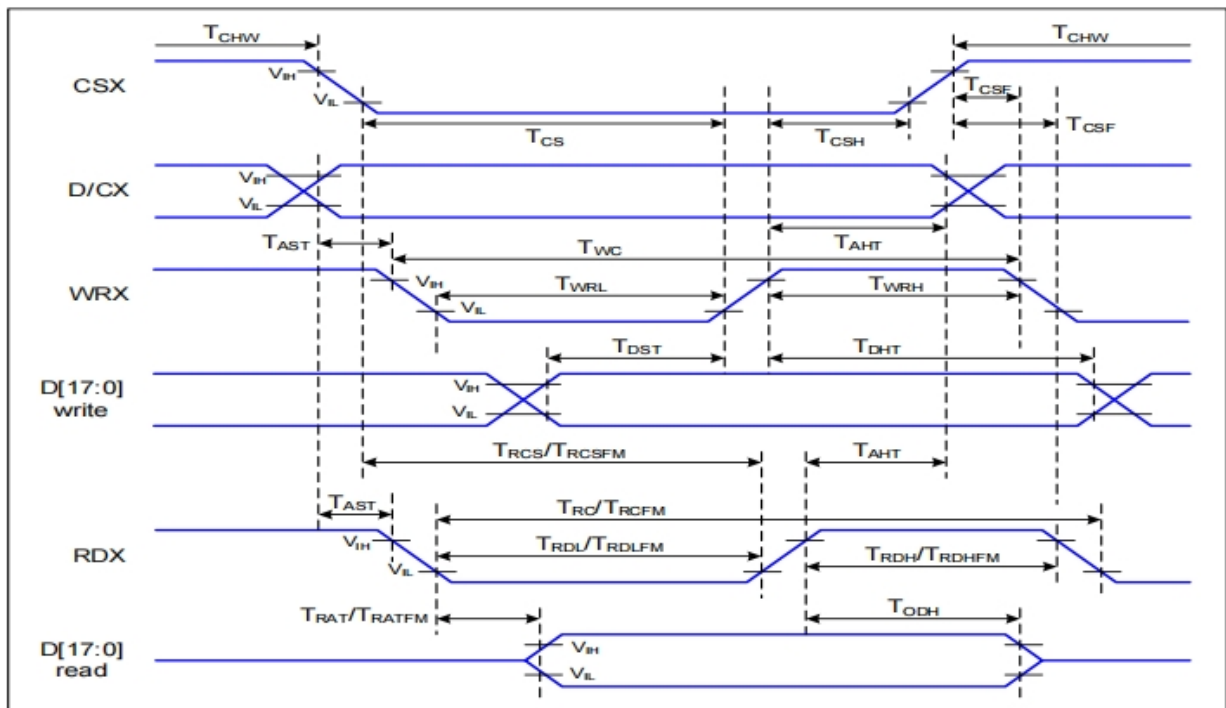 TCHW TCHW
CSX VIH
VIL
TCSF
TCS TCSH TCSF
D/CX VIH
VIL
TAST TWC TAHT
WRX VIH TWRL TWRH
VIL
TDST TDHT
D[17:0] VIH
write VIL
TRCS/TRCSFM TAHT
TAST TRC/TRCFM
RDX VIH TRDL/TRDLFM TRDH/TRDHFM
VIL
TRAT/TRATFM TODH
D[17:0] VIH
read VIL